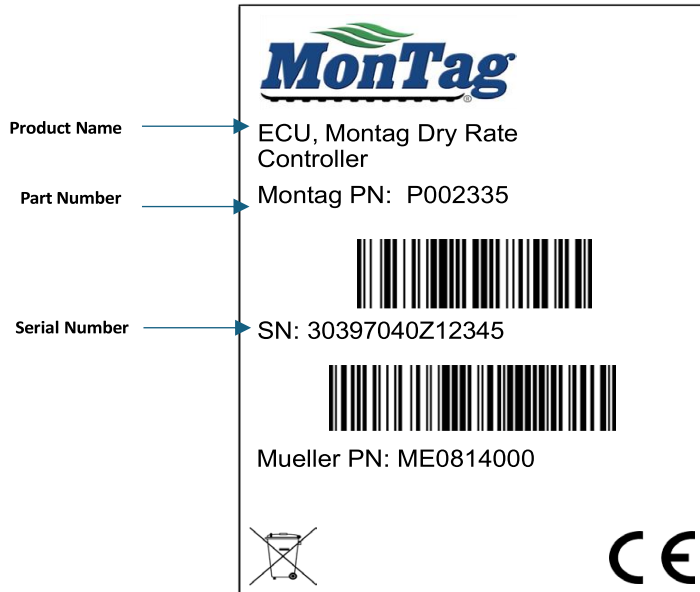 MonTag
®
Product Name
ECU, Montag Dry Rate
Controller
Part Number
Montag PN: P002335
Serial Number
SN: 30397040Z12345
Mueller PN: ME0814000
CE